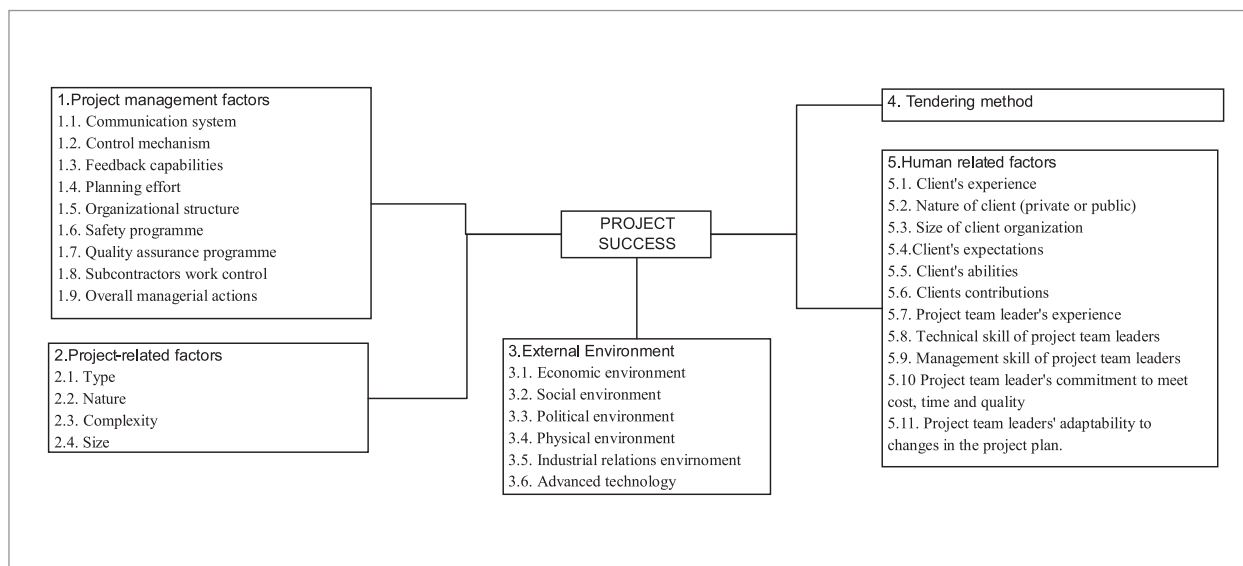 1.Project management factors
1.1. Communication system
1.2. Control mechanism
1.3. Feedback capabilities
1.4. Planning effort
1.5. Organizational structure
1.6. Safety programme
1.7. Quality assurance programme
1.8. Subcontractors work control
1.9. Overall managerial actions
2.Project-related factors
2.1. Type
2.2. Nature
2.3. Complexity
2.4. Size
PROJECT
SUCCESS
3.External Environment
3.1. Economic environment
3.2. Social environment
3.3. Political environment
3.4. Physical environment
3.5. Industrial relations envirnoment
3.6. Advanced technology
4. Tendering method
5.Human related factors
5.1. Client's experience
5.2. Nature of client (private or public)
5.3. Size of client organization
5.4.Client's expectations
5.5. Client's abilities
5.6. Clients contributions
5.7. Project team leader's experience
5.8. Technical skill of project team leaders
5.9. Management skill of project team leaders
5.10 Project team leader's commitment to meet
cost, time and quality
5.11. Project team leaders' adaptability to
changes in the project plan.